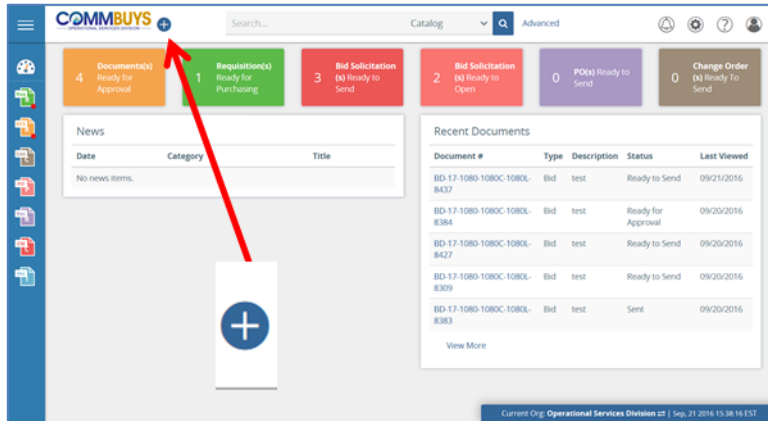 COMMBUYS
OPERATIONAL SERVICES DIVISION
Search...
Catalog
Advanced
4 Documents(s) Ready for Approval
1 Requisition(s) Ready for Purchasing
3 Bid Solicitation (s) Ready to Send
2 Bid Solicitation (s) Ready to Open
0 PO(s) Ready to Send
0 Change Order (s) Ready To Send
News
Date Category Title
No news items.
Recent Documents
Document # Type Description Status Last Viewed
BD-17-1080-1080C-1080L- Bid test Ready to Send 09/21/2016
8437
BD-17-1080-1080C-1080L- Bid test Ready for 09/20/2016
8384 Approval
BD-17-1080-1080C-1080L- Bid test Ready to Send 09/20/2016
8427
BD-17-1080-1080C-1080L- Bid test Ready to Send 09/20/2016
8309
BD-17-1080-1080C-1080L- Bid test Sent 09/20/2016
8383
View More
Current Org: Operational Services Division ⇄ | Sep, 21 2016 15:38:16 EST